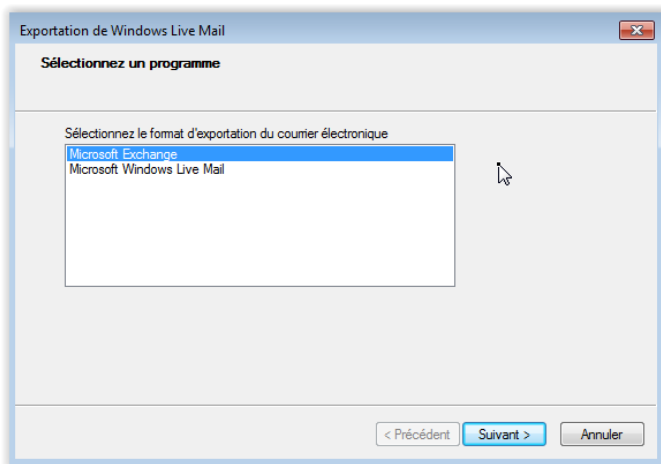 Exportation de Windows Live Mail
Sélectionnez un programme
Sélectionnez le format d'exportation du courrier électronique
Microsoft Exchange
Microsoft Windows Live Mail
< Précédent Suivant > Annuler